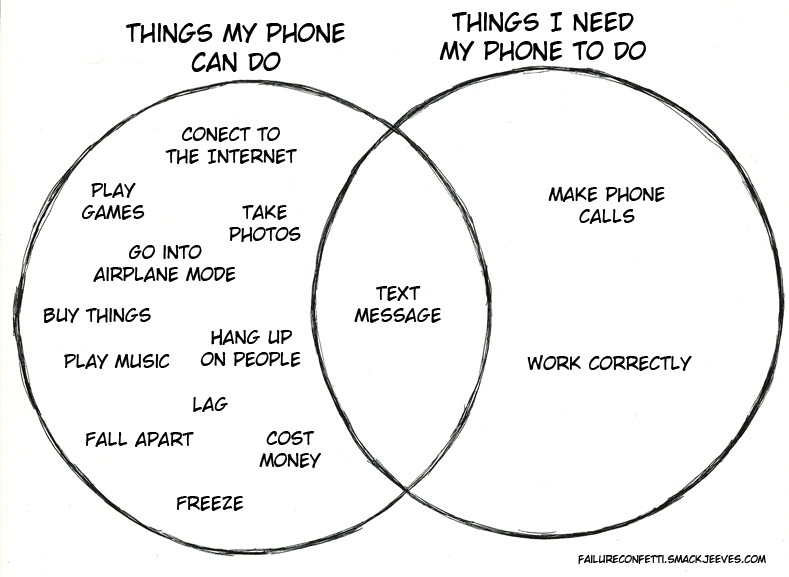 THINGS MY PHONE
CAN DO
THINGS I NEED
MY PHONE TO DO
CONECT TO
THE INTERNET
PLAY
GAMES
TAKE
PHOTOS
GO INTO
AIRPLANE MODE
BUY THINGS
HANG UP
ON PEOPLE
PLAY MUSIC
LAG
FALL APART
COST
MONEY
FREEZE
TEXT
MESSAGE
MAKE PHONE
CALLS
WORK CORRECTLY
FAILURECONFETTI.SMACKJEEVES.COM